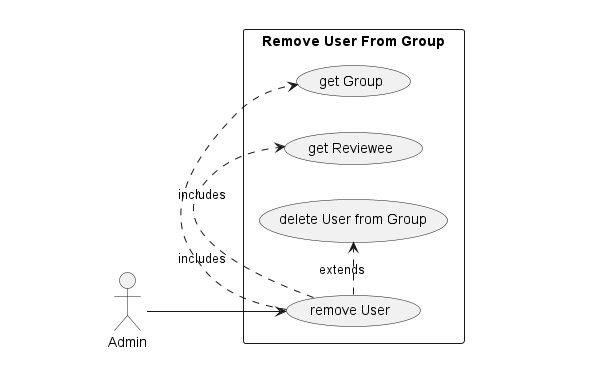 Remove User From Group
get Group
get Reviewee
includes
delete User from Group
includes
extends
remove User
Admin